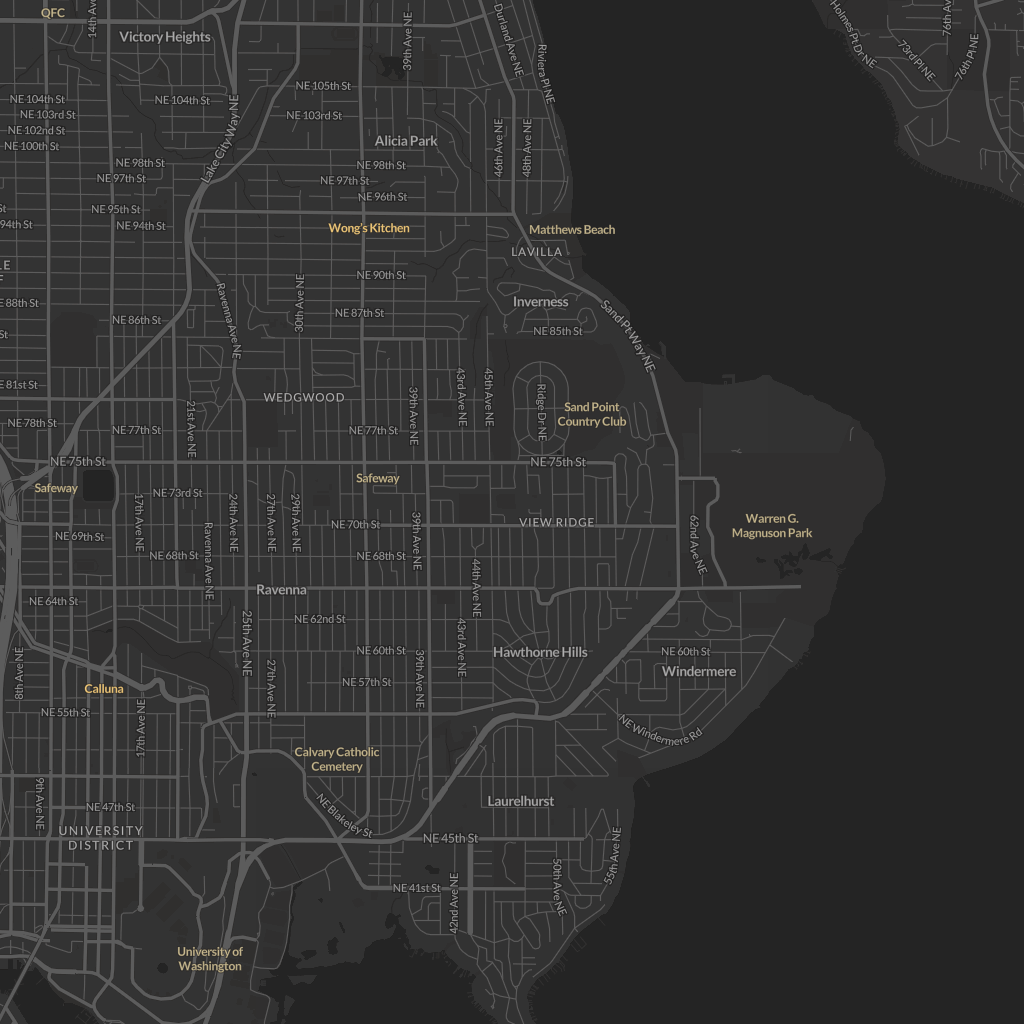 QFC
14th Ave
Victory Heights
39th Ave NE
Durland Ave NE
Riviera Pl NE
Holmes Pt Dr NE
73rd Pl NE
76th Av
76th Pl NE
NE 105th St
NE 104th St
NE 104th St
NE 103rd St
NE 103rd St
Lake City Way NE
NE 102nd St
NE 100th St
Alicia Park
46th Ave NE
48th Ave NE
NE 98th St
NE 98th St
NE 97th St
NE 97th St
NE 96th St
NE 95th St
94th St
NE 94th St
Wong's Kitchen
Matthews Beach
LAVILLA
NE 90th St
Inverness
E 88th St
Ravenna Ave NE
30th Ave NE
NE 87th St
NE 86th St
NE 85th St
Sand Pt Way NE
E 81st St
WEDGWOOD
43rd Ave NE
45th Ave NE
Ridge Dr NE
39th Ave NE
21st Ave NE
Sand Point
Country Club
NE 78th St
NE 77th St
NE 77th St
NE 75th St
NE 75th St
Safeway
Safeway
NE 73rd St
17th Ave NE
24th Ave NE
27th Ave NE
29th Ave NE
NE 70th St
39th Ave NE
VIEW RIDGE
62nd Ave NE
Warren G.
Magnuson Park
NE 69th St
NE 68th St
NE 68th St
Ravenna Ave NE
44th Ave NE
Ravenna
NE 64th St
NE 62nd St
25th Ave NE
43rd Ave NE
NE 60th St
39th Ave NE
Hawthorne Hills
NE 60th St
Windermere
8th Ave NE
27th Ave NE
NE 57th St
Calluna
NE 55th St
17th Ave NE
NE Windermere Rd
Calvary Catholic
Cemetery
9th Ave NE
NE 47th St
NE Blakeley St
Laurelhurst
UNIVERSITY
DISTRICT
NE 45th St
50th Ave NE
55th Ave NE
NE 41st St
42nd Ave NE
University of
Washington